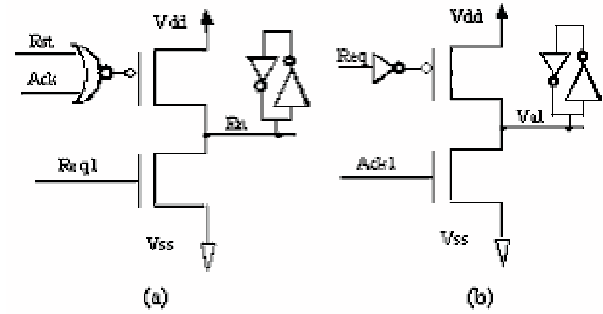 Vdd
Rst
Ack
En
Req1
Vss
(a)
Vdd
Req
Val
Ack1
Vss
(b)